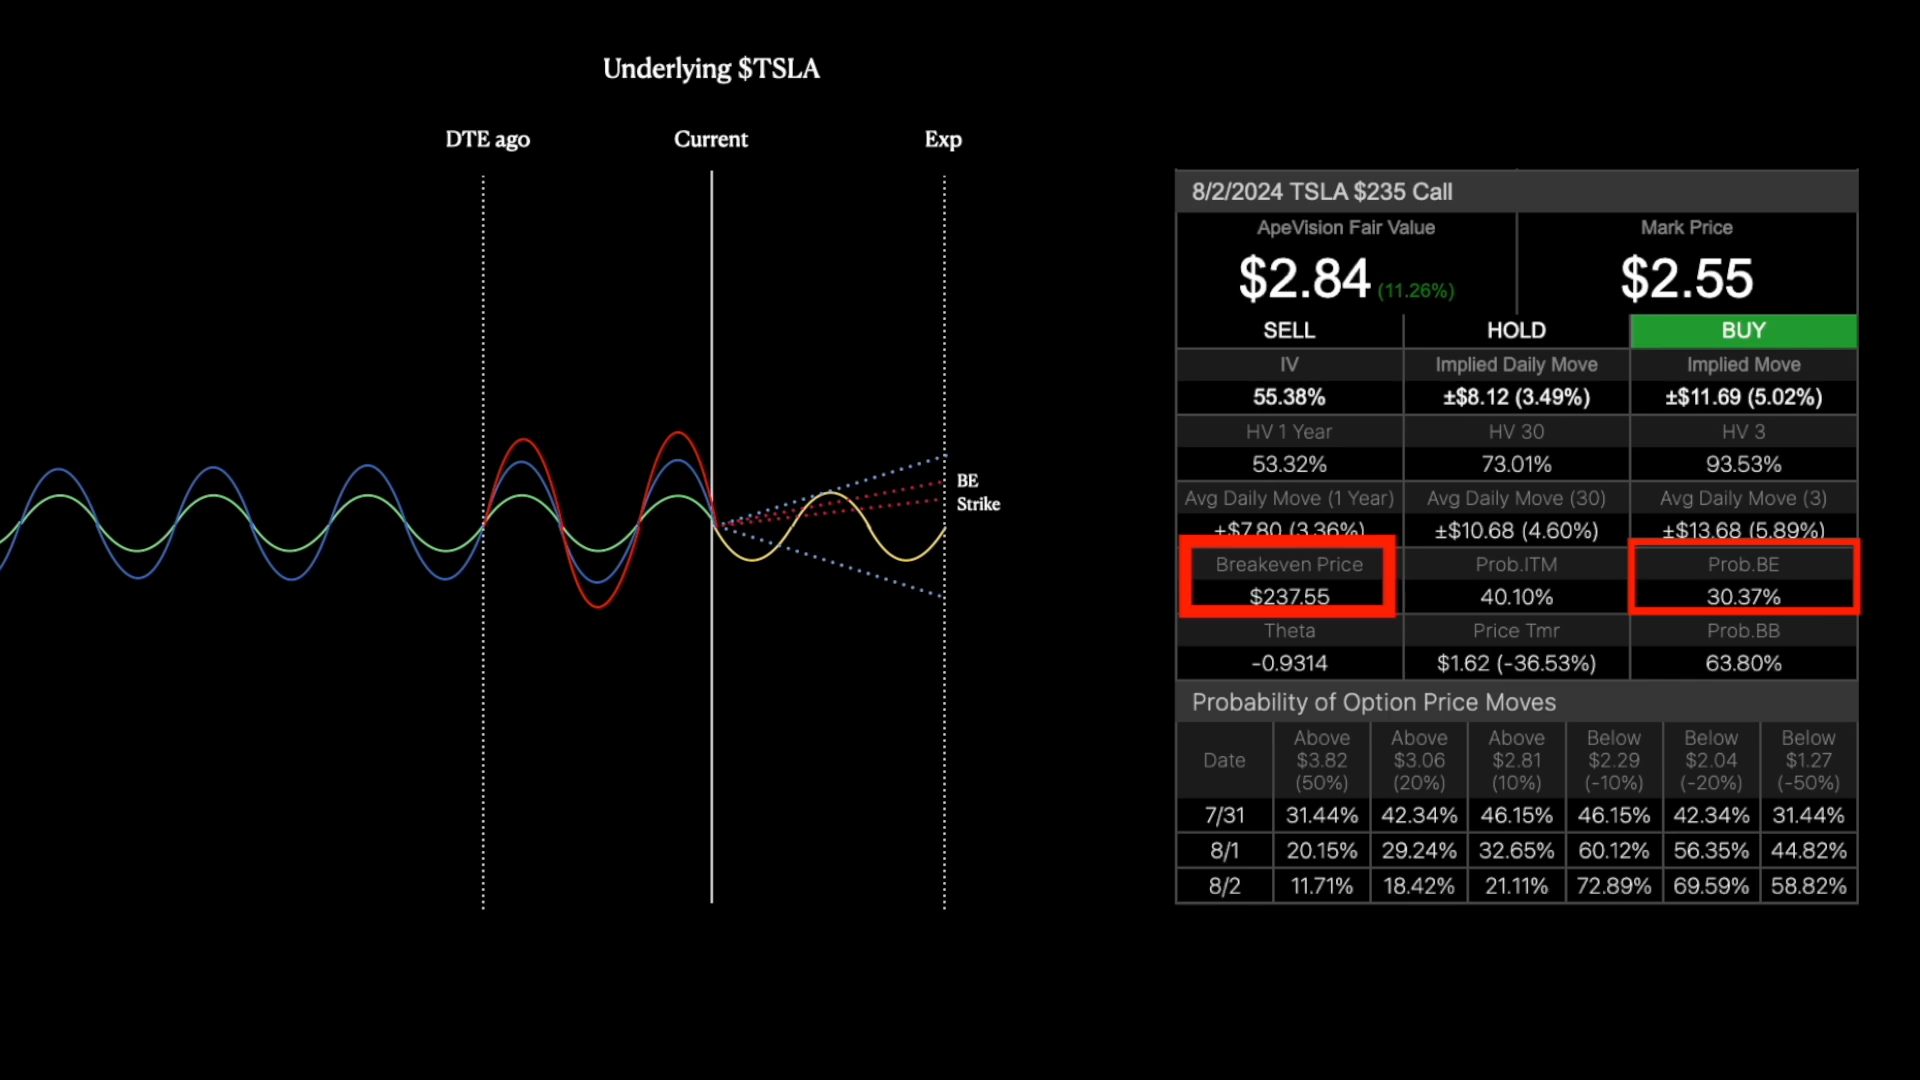 Underlying $TSLA
DTE ago
Current
Exp
BE
Strike
8/2/2024 TSLA $235 Call
ApeVision Fair Value
Mark Price
$2.84 (11.26%)
$2.55
SELL
HOLD
BUY
IV
Implied Daily Move
Implied Move
55.38%
±$8.12 (3.49%)
±$11.69 (5.02%)
HV 1 Year
HV 30
HV 3
53.32%
73.01%
93.53%
Avg Daily Move (1 Year)
Avg Daily Move (30)
Avg Daily Move (3)
±$7.80 (3.36%)
±$10.68 (4.60%)
±$13.68 (5.89%)
Breakeven Price
Prob.ITM
Prob.BE
$237.55
40.10%
30.37%
Theta
Price Tmr
Prob.BB
-0.9314
$1.62 (-36.53%)
63.80%
Probability of Option Price Moves
Date
Above $3.82 (50%)
Above $3.06 (20%)
Above $2.81 (10%)
Below $2.29 (-10%)
Below $2.04 (-20%)
Below $1.27 (-50%)
7/31 31.44% 42.34% 46.15% 46.15% 42.34% 31.44%
8/1 20.15% 29.24% 32.65% 60.12% 56.35% 44.82%
8/2 11.71% 18.42% 21.11% 72.89% 69.59% 58.82%